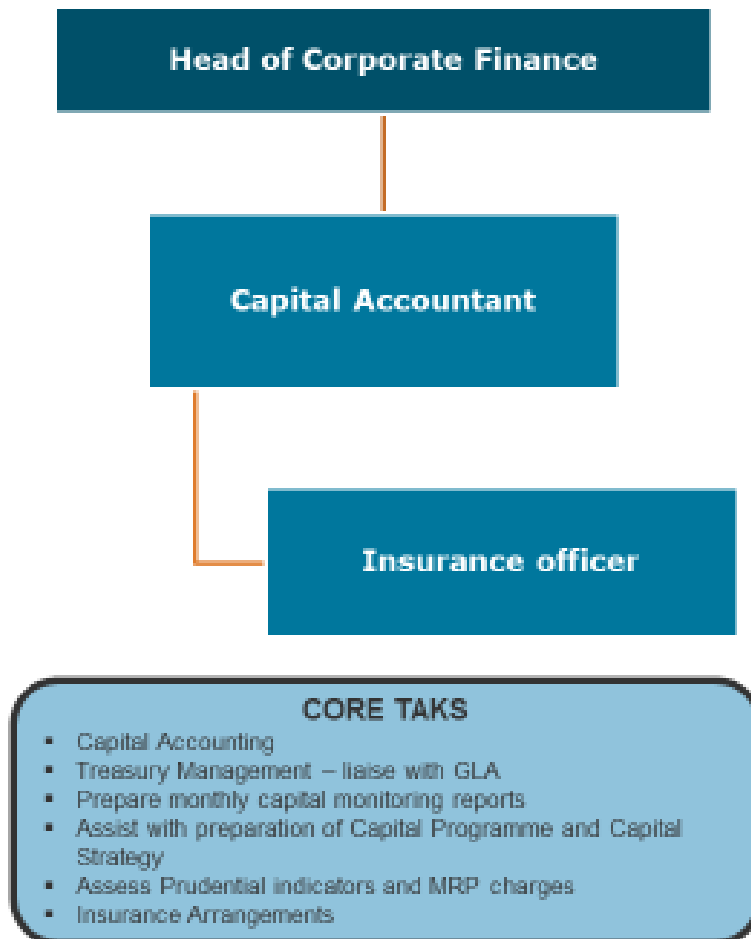 Head of Corporate Finance
Capital Accountant
Insurance officer
CORE TAKS
▪ Capital Accounting
▪ Treasury Management – liaise with GLA
▪ Prepare monthly capital monitoring reports
▪ Assist with preparation of Capital Programme and Capital
Strategy
▪ Assess Prudential indicators and MRP charges
▪ Insurance Arrangements